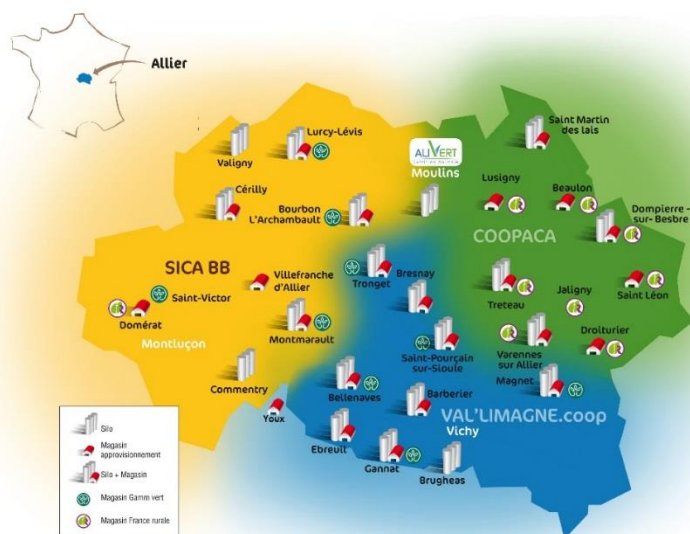 Allier
Saint Martin
des lais
Lurcy-Lévis
Valigny
ALIVERT
Moulins
Cérilly
Lusigny
Beaulon
Bourbon
L'Archambault
Dompierre -
sur- Besbre
COOPACA
SICA BB
Villefranche
d'Allier
Tronget
Bresnay
Saint-Victor
Treteau
Jaligny
Saint Léon
Domérat
Montluçon
Montmarault
Saint-Pourçain
sur-Sioule
Varennes
sur Allier
Droiturier
Magnet
Commentry
Bellenaves
Barberier
VAL'LIMAGNE.coop
Vichy
Youx
Ebreuil
Gannat
Brugheas
Silo
Magasin
approvisionnement
Silo + Magasin
Magasin Gamm vert
Magasin France rurale